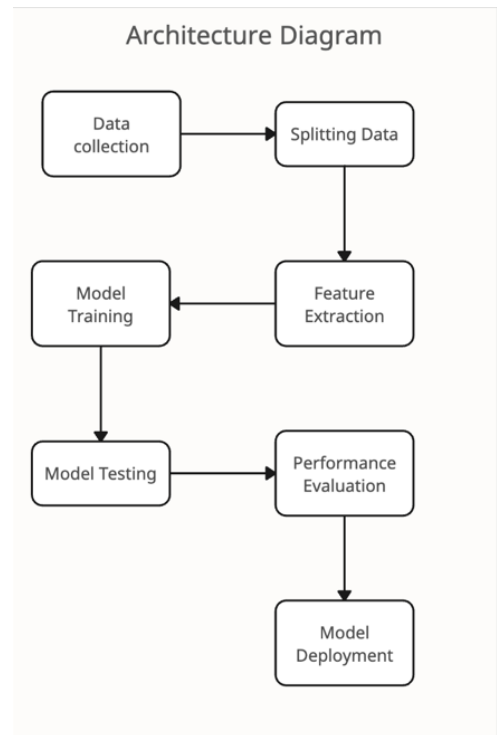 Architecture Diagram
Data
collection
Splitting Data
Feature
Extraction
Model
Training
Model Testing
Performance
Evaluation
Model
Deployment